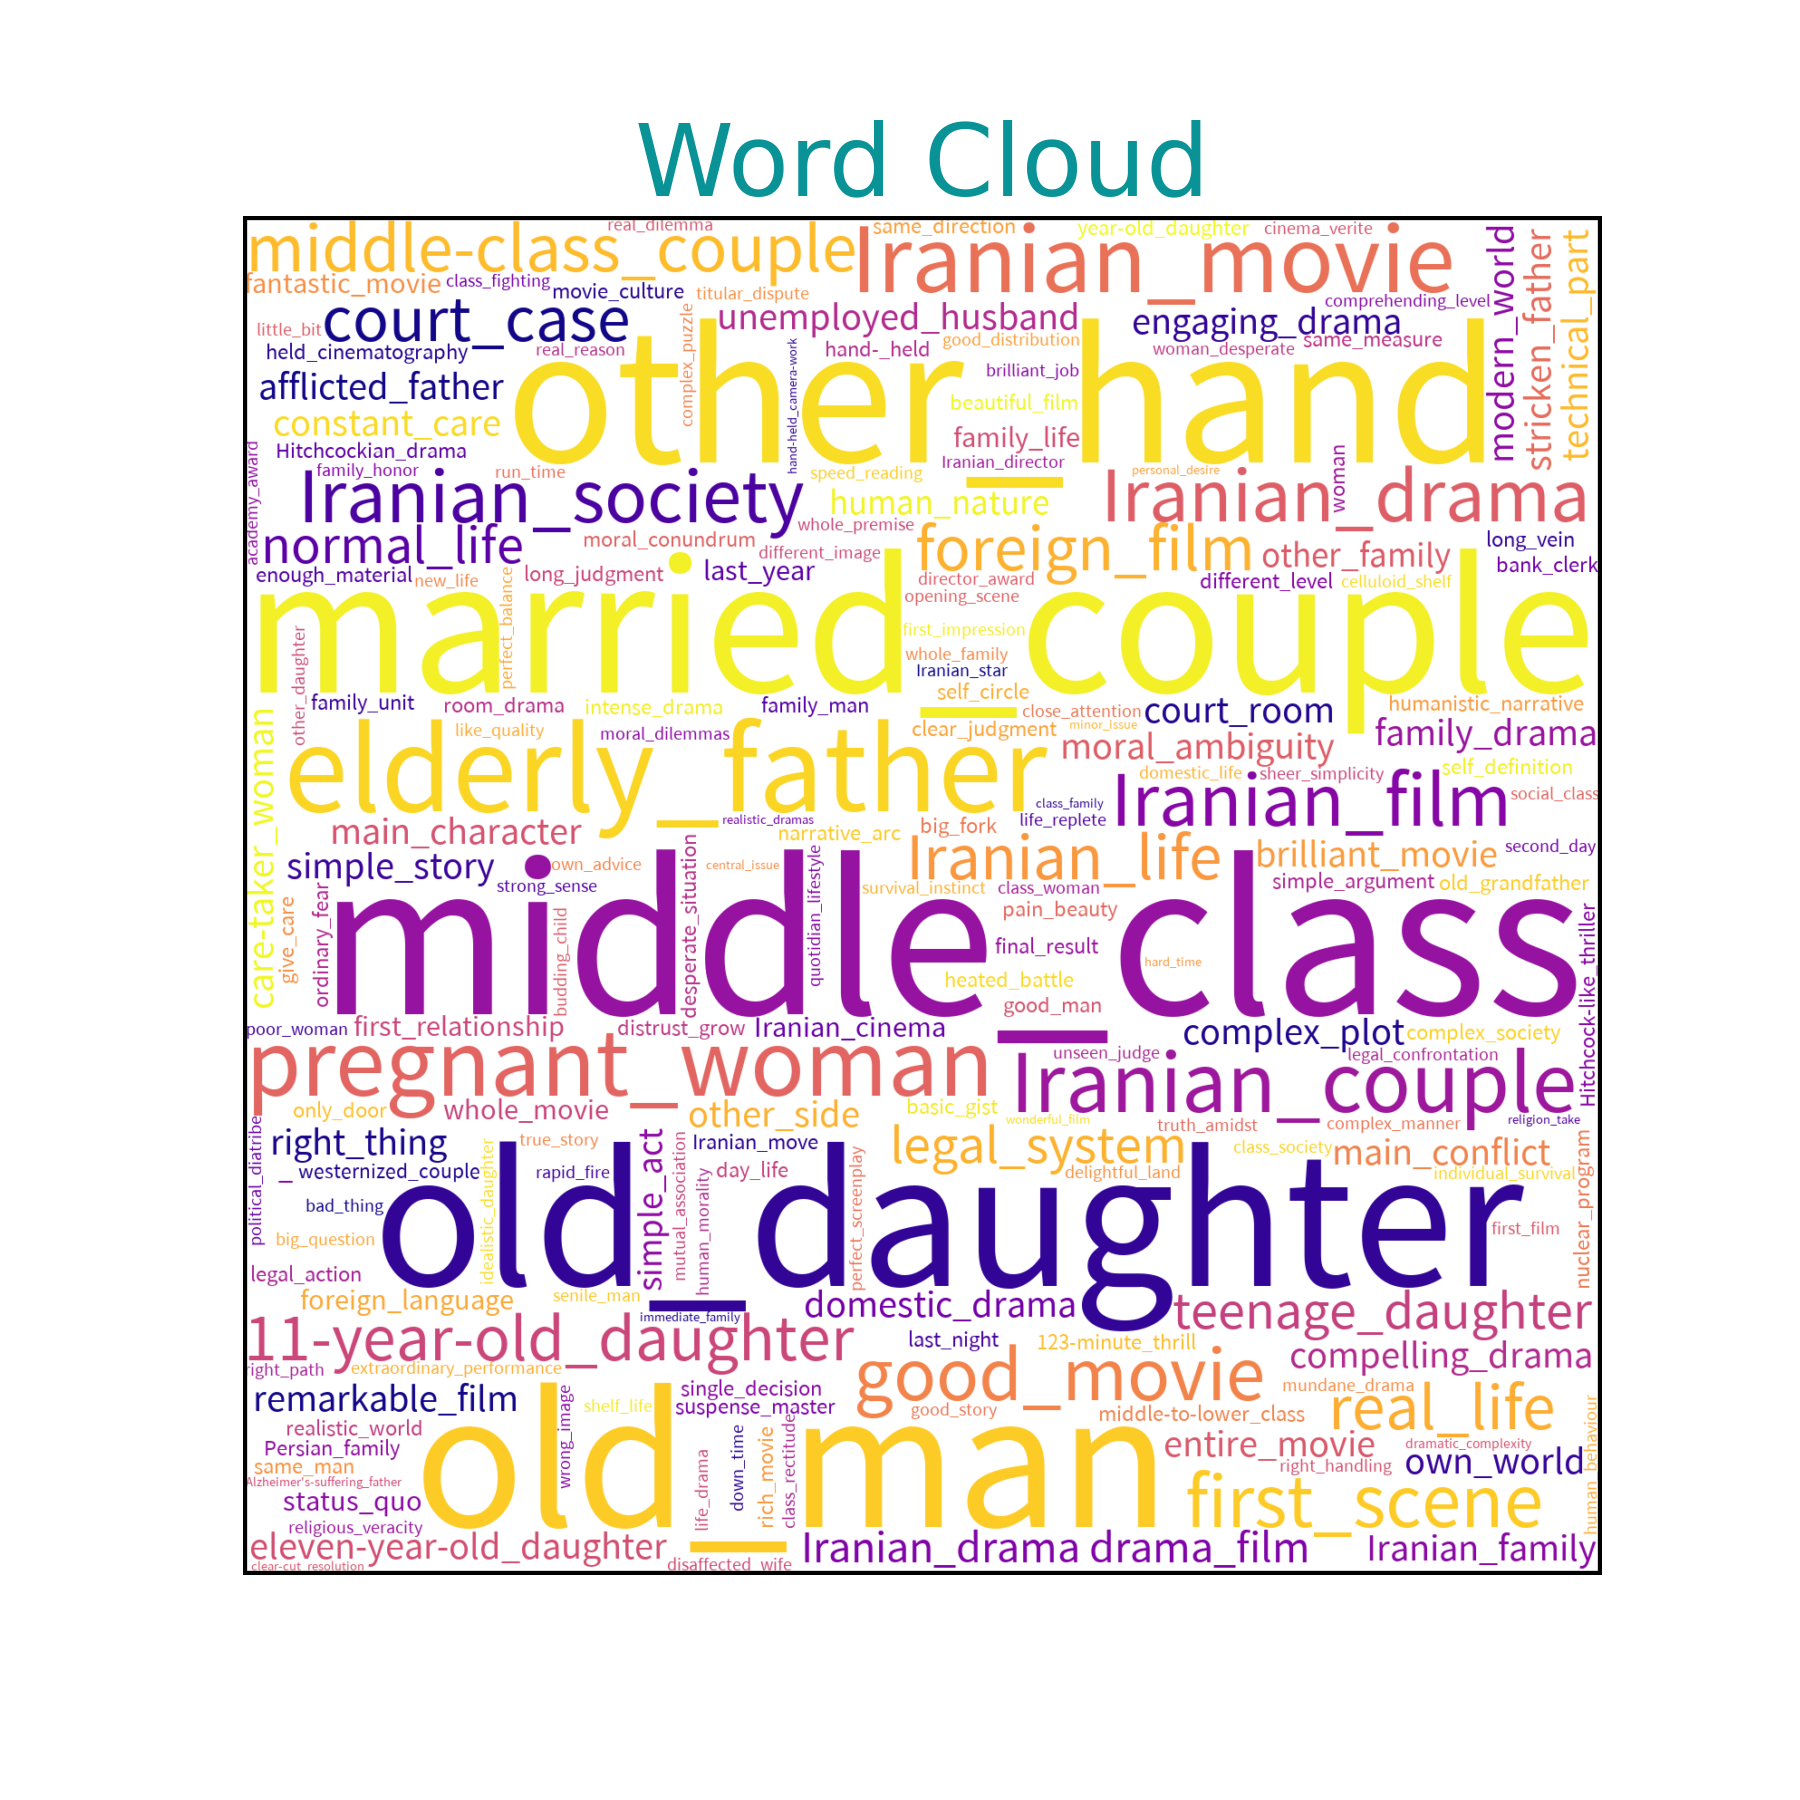 Word Cloud
real_dilemma same_direction year-old_daughter cinema_verite
middle-class_couple Iranian_movie
fantastic_movie class_fighting movie_culture titular_dispute comprehending_level
little_bit court_case unemployed_husband engaging_drama
held_cinematography real_reason hand-_held good_distribution woman_desperate same_measure
afflicted_father complex_puzzle hand-held_camera-work brilliant_job modern_world stricken_father technical_part
constant_care other_hand beautiful_film
Hitchcockian_drama family_life
academy_award family_honor run_time speed_reading Iranian_director personal_desire woman
Iranian_society human_nature Iranian_drama
normal_life moral_conundrum whole_premise foreign_film other_family long_vein
different_image bank_clerk
enough_material new_life long_judgment last_year director_award different_level celluloid_shelf
opening_scene
married_couple first_impression
other_daughter perfect_balance whole_family
Iranian_star
self_circle
family_unit room_drama intense_drama family_man close_attention court_room humanistic_narrative
like_quality moral_dilemmas clear_judgment minor_issue family_drama
elderly_father moral_ambiguity
care-taker_woman domestic_life sheer_simplicity self_definition
class_family Iranian_film social_class
realistic_dramas life_replete
main_character narrative_arc big_fork
simple_story own_advice central_issue Iranian_life brilliant_movie second_day
strong_sense survival_instinct class_woman simple_argument old_grandfather
give_care ordinary_fear budding_child desperate_situation quotidian_lifestyle pain_beauty
middle_class final_result hard_time Hitchcock-like_thriller
heated_battle
good_man
poor_woman first_relationship distrust_grow Iranian_cinema complex_plot complex_society
unseen_judge legal_confrontation
pregnant_woman Iranian_couple
only_door whole_movie other_side basic_gist wonderful_film truth_amidst complex_manner religion_take
right_thing true_story Iranian_move legal_system class_society main_conflict
_ westernized_couple rapid_fire day_life delightful_land individual_survival
political_diatribe bad_thing idealistic_daughter simple_act mutual_association human_morality perfect_screenplay nuclear_program
big_question old_daughter first_film
legal_action
foreign_language senile_man domestic_drama teenage_daughter
immediate_family
11-year-old_daughter last_night 123-minute_thrill
right_path extraordinary_performance good_movie compelling_drama
remarkable_film shelf_life single_decision mundane_drama
suspense_master good_story middle-to-lower_class real_life
realistic_world wrong_image
Persian_family life_drama down_time rich_movie class_rectitude entire_movie dramatic_complexity human_behaviour
same_man right_handling own_world
Alzheimer's-suffering_father
status_quo old_man first_scene
religious_veracity
eleven-year-old_daughter Iranian_drama drama_film Iranian_family
clear-cut_resolution disaffected_wife